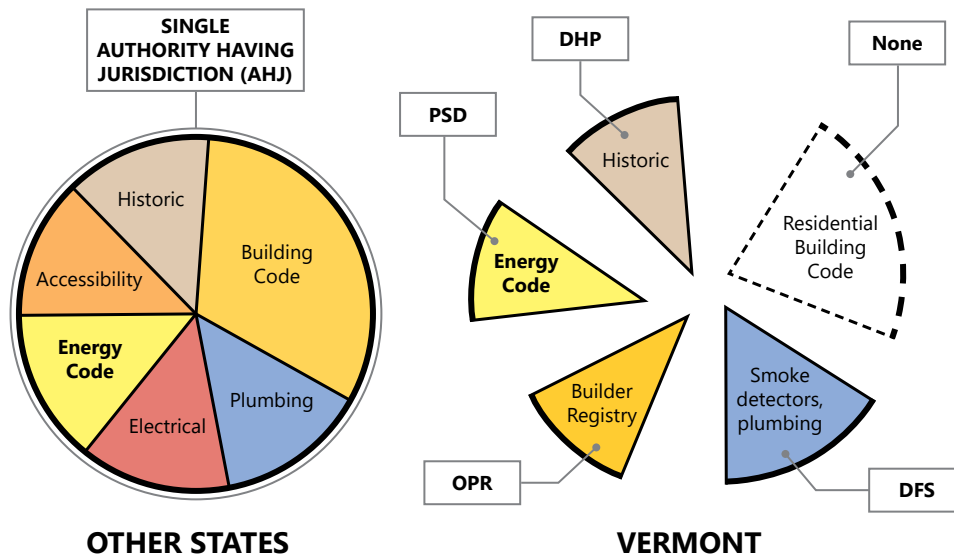 SINGLE
AUTHORITY HAVING
JURISDICTION (AHJ)
Historic
Building
Code
Accessibility
Energy
Code
Plumbing
Electrical
OTHER STATES
DHP
None
PSD
Historic
Residential
Building
Code
Energy
Code
Builder
Registry
Smoke
detectors,
plumbing
OPR
DFS
VERMONT